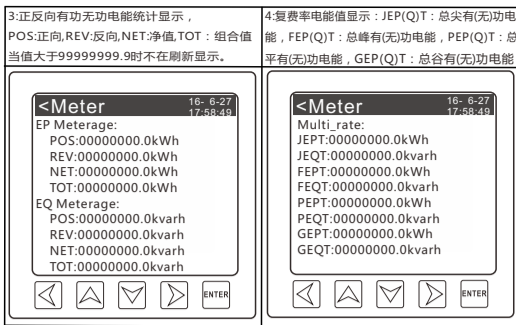 3:正反向有功无功电能统计显示，
POS:正向,REV:反向,NET:净值,TOT：组合值
当值大于99999999.9时不在刷新显示。
<Meter
16- 6-27
17:58:49
EP Meterage:
POS:00000000.0kWh
REV:00000000.0kWh
NET:00000000.0kWh
TOT:00000000.0kWh
EQ Meterage:
POS:00000000.0kvarh
REV:00000000.0kvarh
NET:00000000.0kvarh
TOT:00000000.0kvarh
ENTER
4:复费率电能值显示：JEP(Q)T：总尖有(无)功电
能，FEP(Q)T：总峰有(无)功电能，PEP(Q)T：总
平有(无)功电能，GEP(Q)T：总谷有(无)功电能
<Meter
16- 6-27
17:58:49
Multi_rate:
JEPT:00000000.0kWh
JEQT:00000000.0kvarh
FEPT:00000000.0kWh
FEQT:00000000.0kvarh
PEPT:00000000.0kWh
PEQT:00000000.0kvarh
GEPT:00000000.0kWh
GEQT:00000000.0kvarh
ENTER